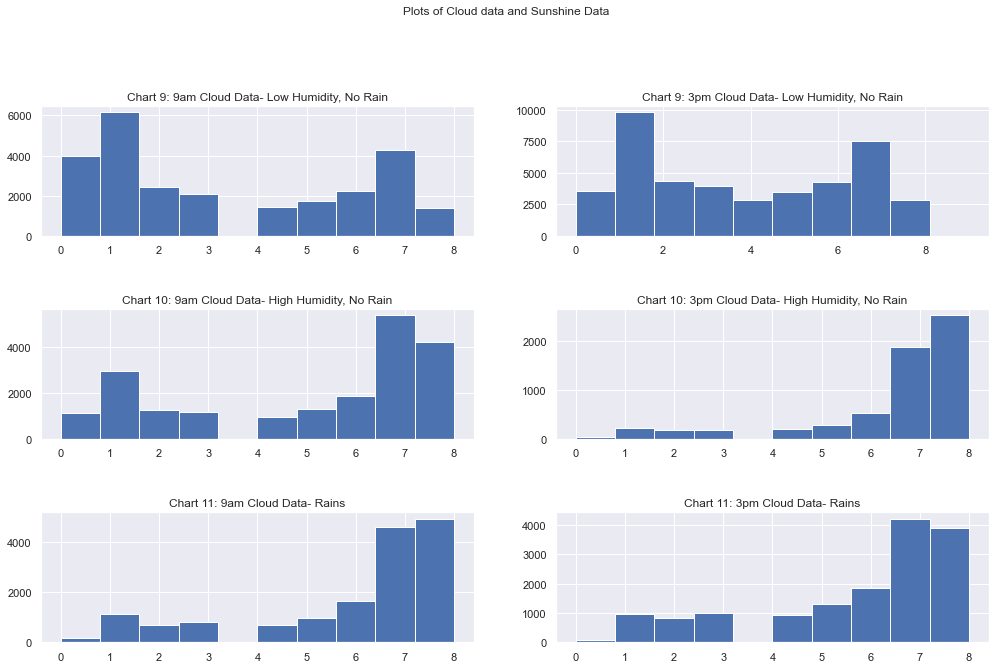 Plots of Cloud data and Sunshine Data
Chart 9: 9am Cloud Data- Low Humidity, No Rain
6000
4000
2000
0
0 1 2 3 4 5 6 7 8
Chart 9: 3pm Cloud Data- Low Humidity, No Rain
10000
7500
5000
2500
0
0 2 4 6 8
Chart 10: 9am Cloud Data- High Humidity, No Rain
4000
2000
0
0 1 2 3 4 5 6 7 8
Chart 10: 3pm Cloud Data- High Humidity, No Rain
2000
1000
0
0 1 2 3 4 5 6 7 8
Chart 11: 9am Cloud Data- Rains
4000
2000
0
0 1 2 3 4 5 6 7 8
Chart 11: 3pm Cloud Data- Rains
4000
3000
2000
1000
0
0 1 2 3 4 5 6 7 8